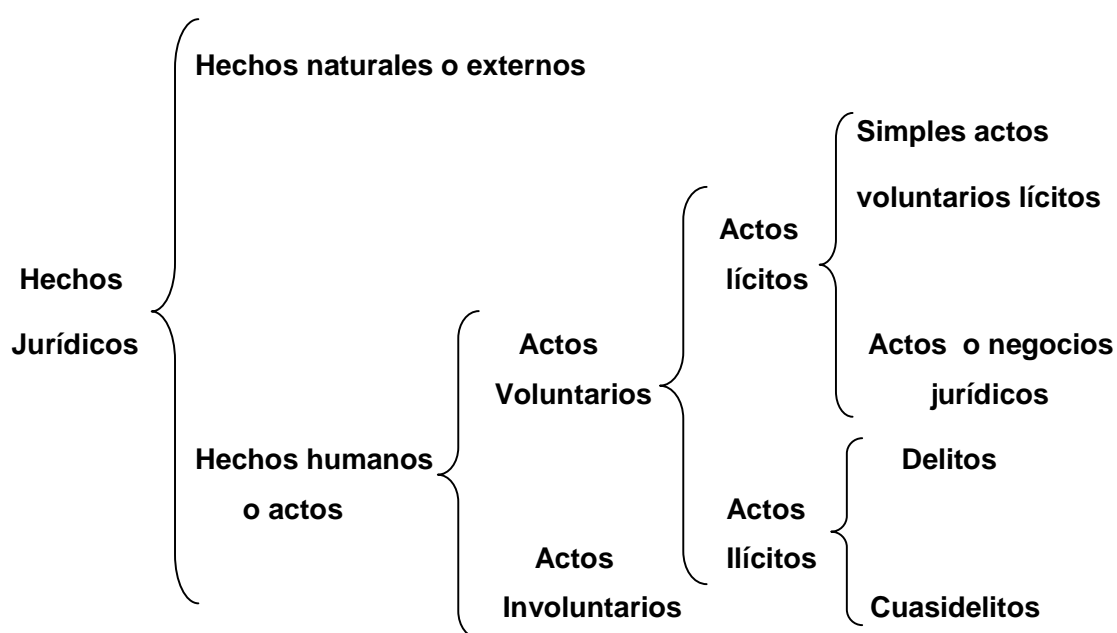 Hechos naturales o externos
Simples actos
voluntarios lícitos
Actos
lícitos
Hechos
Jurídicos
Actos
Voluntarios
Actos o negocios
jurídicos
Hechos humanos
o actos
Delitos
Actos
Ilícitos
Actos
Involuntarios
Cuasidelitos